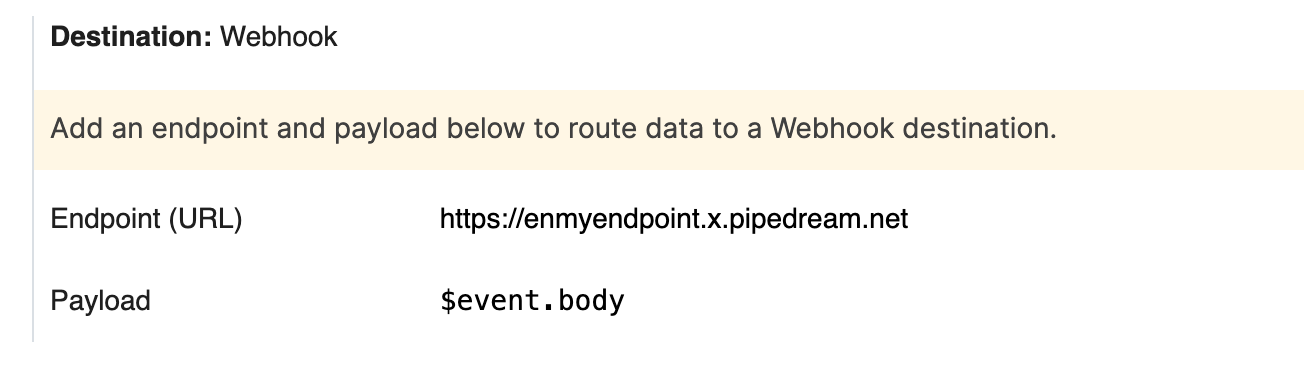 Destination: Webhook
Add an endpoint and payload below to route data to a Webhook destination.
Endpoint (URL) https://enmyendpoint.x.pipedream.net
Payload $event.body